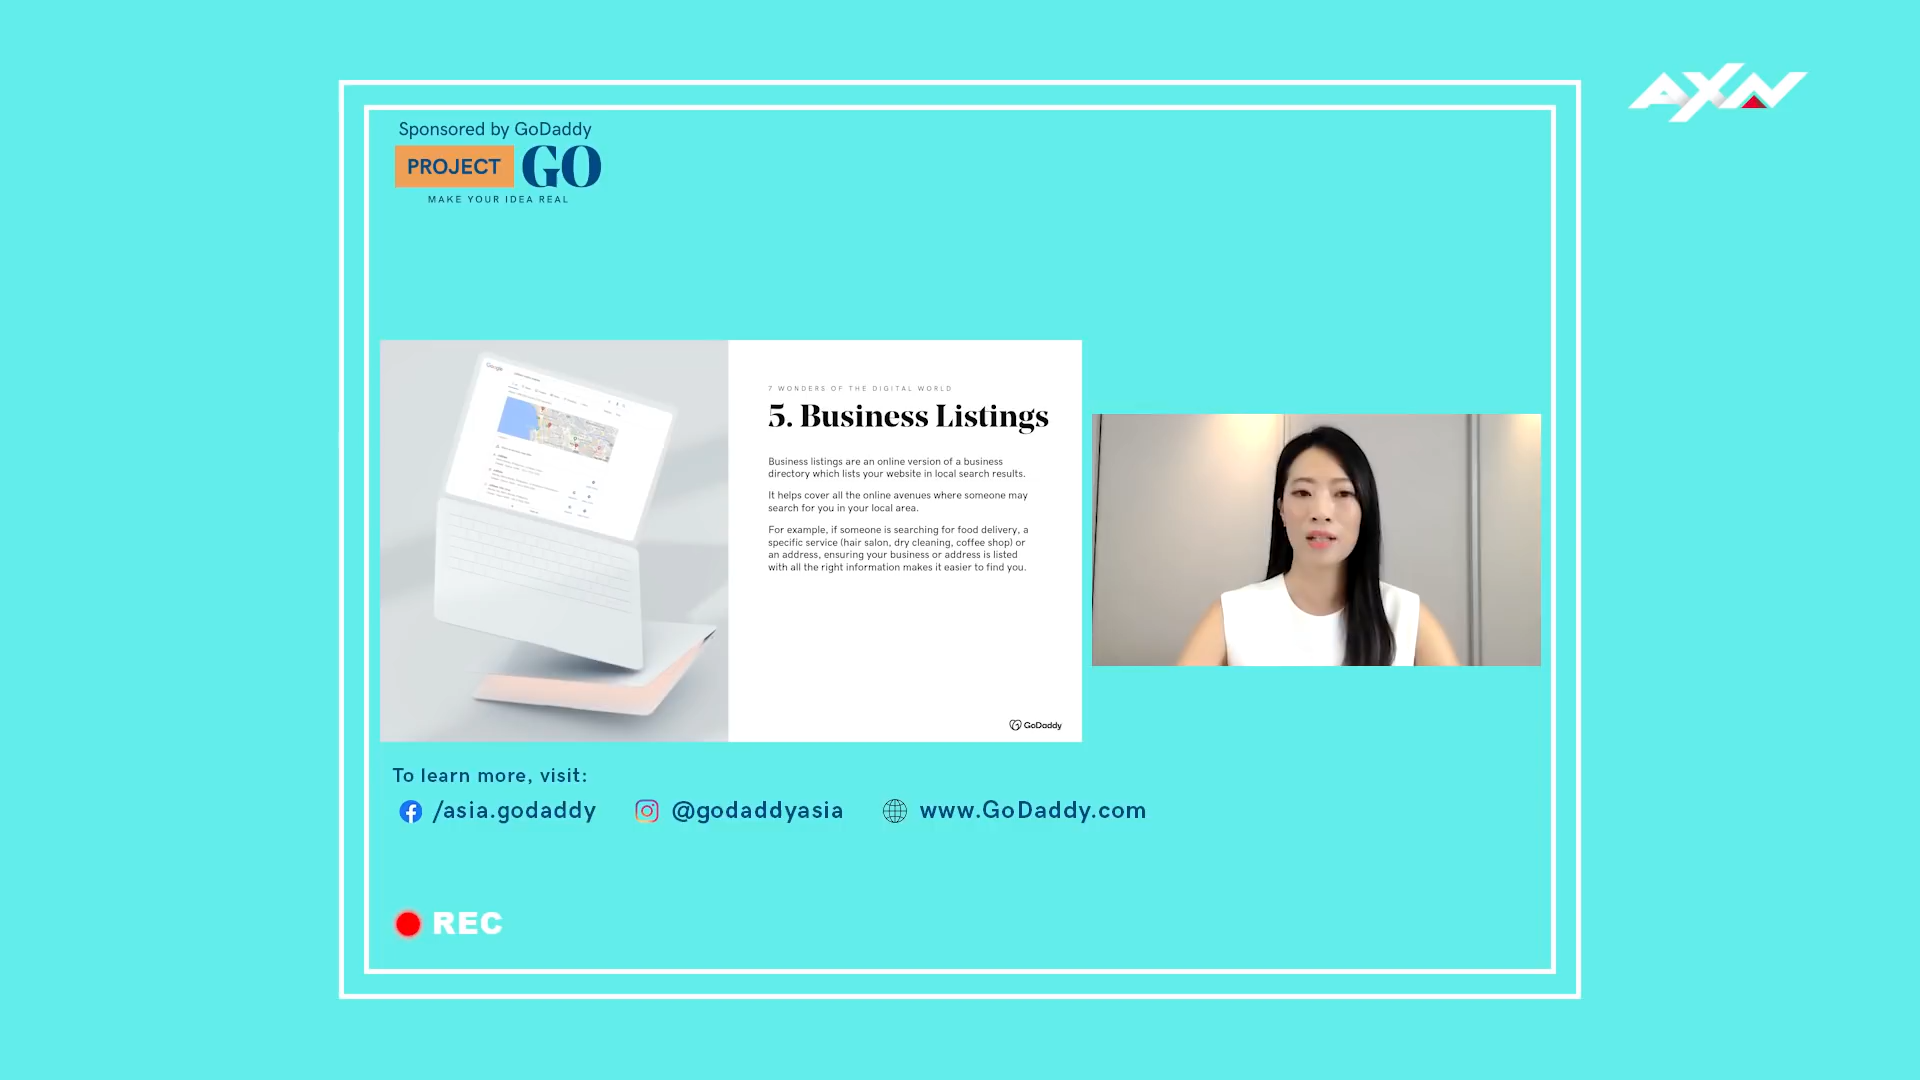 AXN
Sponsored by GoDaddy
PROJECT GO
MAKE YOUR IDEA REAL
Google
7 WONDERS OF THE DIGITAL WORLD
5. Business Listings
Business listings are an online version of a business
directory which lists your website in local search results.
It helps cover all the online avenues where someone may
search for you in your local area.
For example, if someone is searching for food delivery, a
specific service (hair salon, dry cleaning, coffee shop) or
an address, ensuring your business or address is listed
with all the right information makes it easier to find you.
GoDaddy
To learn more, visit:
/asia.godaddy @godaddyasia www.GoDaddy.com
REC